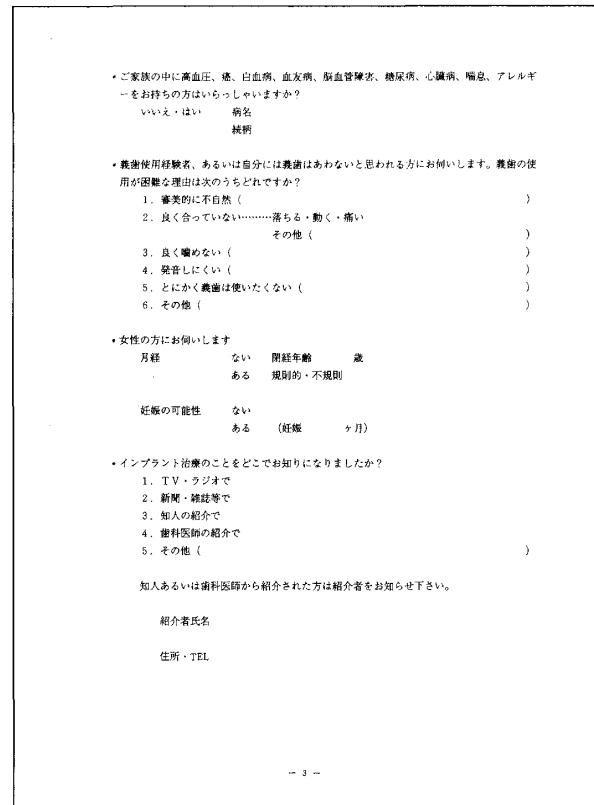 ・ご家族の中に高血圧、癌、白血病、血友病、脳血管障害、糖尿病、心臓病、喘息、アレルギ
ーをお持ちの方はいらっしゃいますか？
いいえ・はい　病名
続柄
・義歯使用経験者、あるいは自分には義歯はあわないと思われる方にお伺いします。義歯の使
用が困難な理由は次のうちどれですか？
1．審美的に不自然（　）
2．良く合っていない………落ちる・動く・痛い
その他（　）
3．良く噛めない（　）
4．発音しにくい（　）
5．とにかく義歯は使いたくない（　）
6．その他（　）
・女性の方にお伺いします
月経　ない　閉経年齢　歳
ある　規則的・不規則
妊娠の可能性　ない
ある　（妊娠　ヶ月）
・インプラント治療のことをどこでお知りになりましたか？
1．ＴＶ・ラジオで
2．新聞・雑誌等で
3．知人の紹介で
4．歯科医師の紹介で
5．その他（　）
知人あるいは歯科医師から紹介された方は紹介者をお知らせ下さい。
紹介者氏名
住所・TEL
－ 3 －